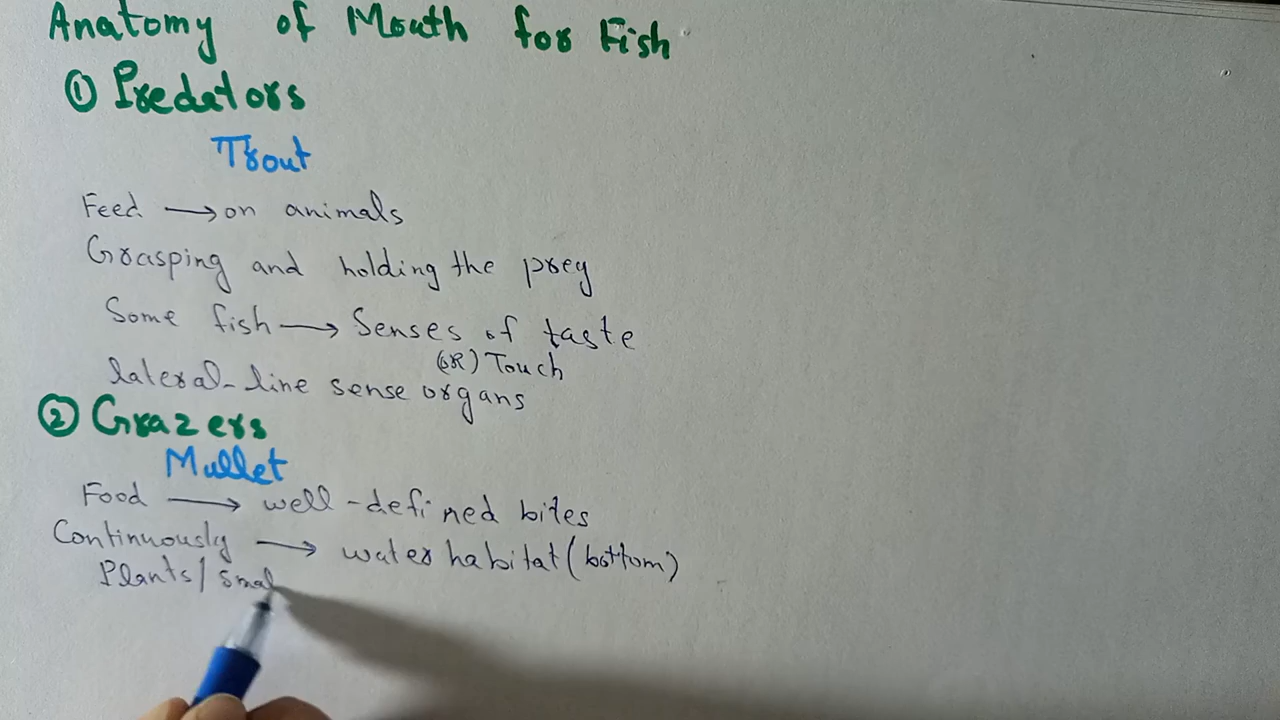 Anatomy of Mouth for Fish
① Predators
Trout
Feed → on animals
Grasping and holding the prey
Some fish → Senses of taste
(OR) Touch
lateral-line sense organs
② Grazers
Mullet
Food → well-defined bites
Continuously → water habitat (bottom)
Plants/smal